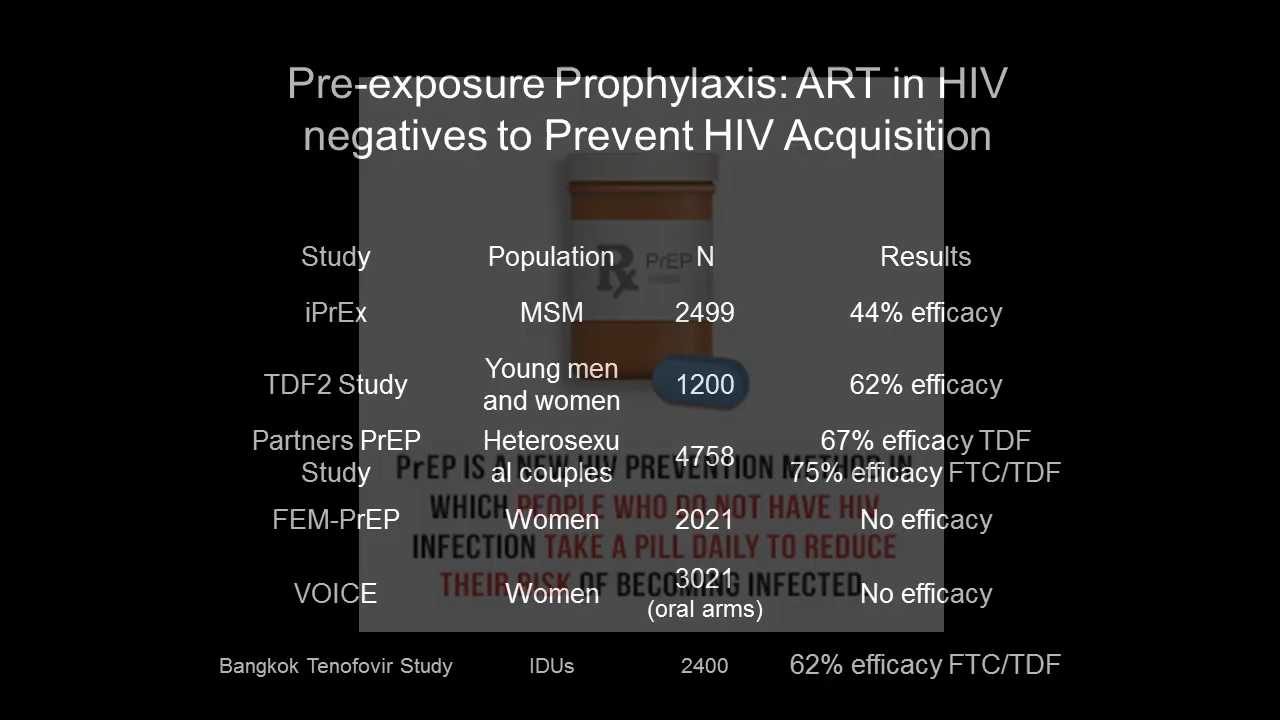 Pre-exposure Prophylaxis: ART in HIV
negatives to Prevent HIV Acquisition
Rx PrEP
Study Population N Results
iPrEx MSM 2499 44% efficacy
TDF2 Study Young men and women 1200 62% efficacy
Partners PrEP Study Heterosexu al couples 4758 67% efficacy TDF 75% efficacy FTC/TDF
FEM-PrEP Women 2021 No efficacy
VOICE Women 3021 (oral arms) No efficacy
Bangkok Tenofovir Study IDUs 2400 62% efficacy FTC/TDF
PrEP IS A NEW HIV PREVENTION METHOD IN
WHICH PEOPLE WHO DO NOT HAVE HIV
INFECTION TAKE A PILL DAILY TO REDUCE
THEIR RISK OF BECOMING INFECTED